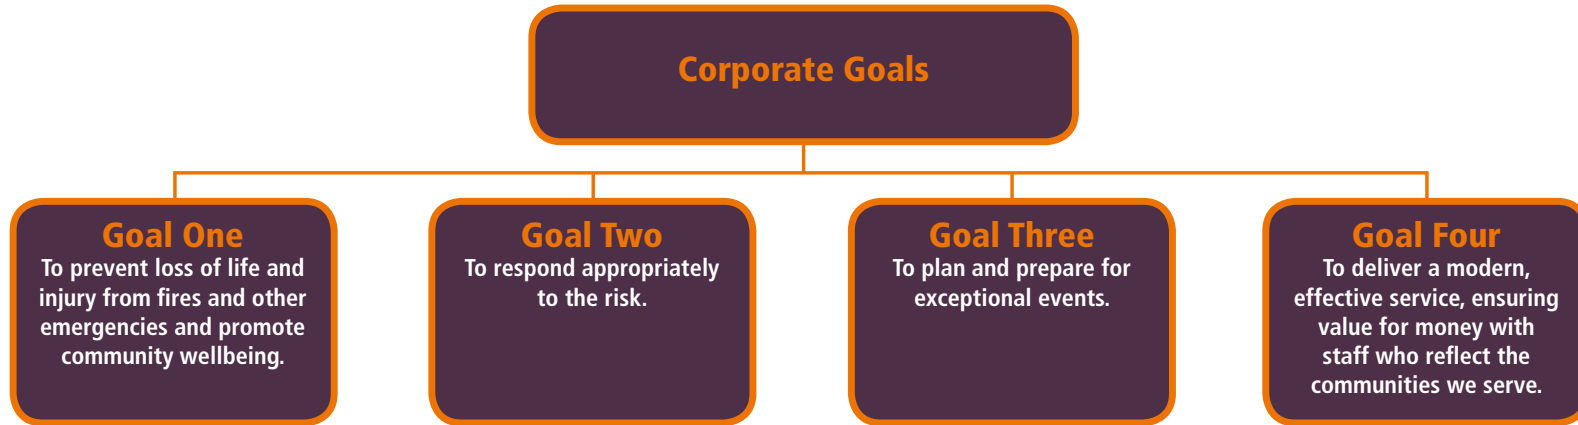 Corporate Goals
Goal One
To prevent loss of life and
injury from fires and other
emergencies and promote
community wellbeing.
Goal Two
To respond appropriately
to the risk.
Goal Three
To plan and prepare for
exceptional events.
Goal Four
To deliver a modern,
effective service, ensuring
value for money with
staff who reflect the
communities we serve.